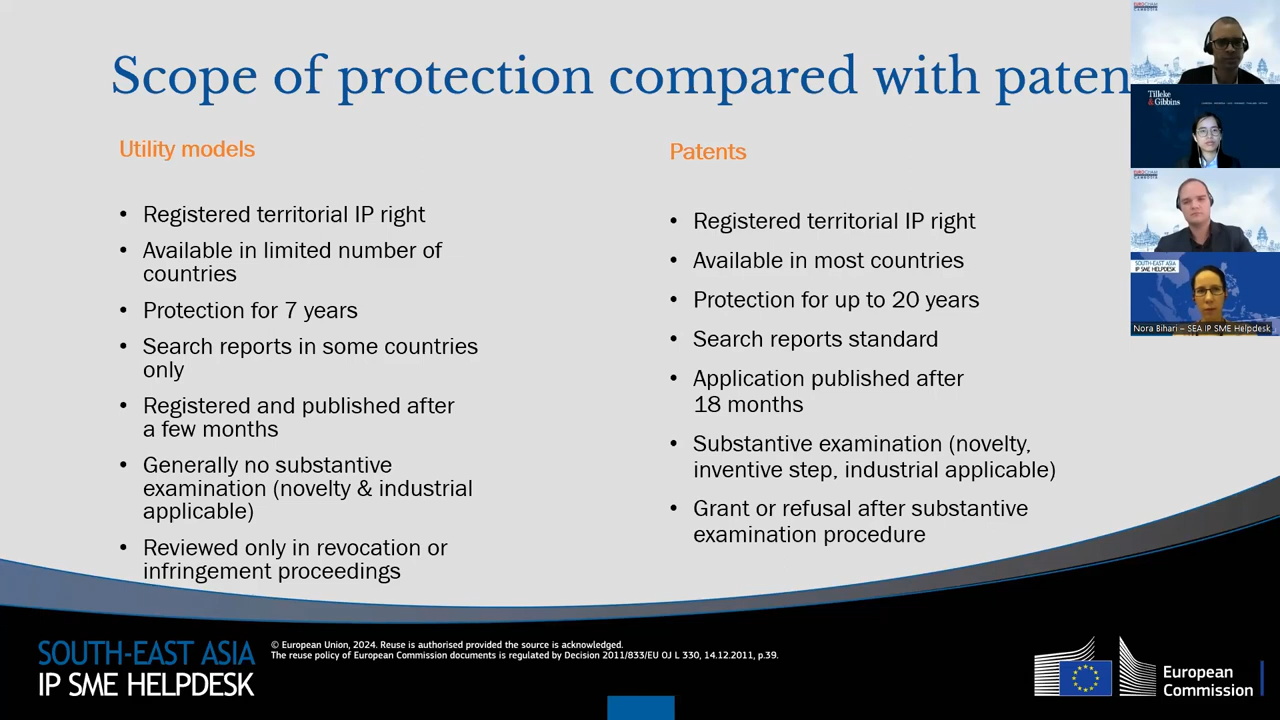 Scope of protection compared with paten
Utility models
Registered territorial IP right
Available in limited number of
countries
Protection for 7 years
Search reports in some countries
only
Registered and published after
a few months
Generally no substantive
examination (novelty & industrial
applicable)
Reviewed only in revocation or
infringement proceedings
Patents
Registered territorial IP right
Available in most countries
Protection for up to 20 years
Search reports standard
Application published after
18 months
Substantive examination (novelty,
inventive step, industrial applicable)
Grant or refusal after substantive
examination procedure
Tilleke
& Gibbins
SOUTH-EAST ASIA
IP SME HELPDESK
Nora Bihari – SEA IP SME Helpdesk
SOUTH-EAST ASIA
IP SME HELPDESK
© European Union, 2024. Reuse is authorised provided the source is acknowledged.
The reuse policy of European Commission documents is regulated by Decision 2011/833/EU OJ L 330, 14.12.2011, p.39.
European
Commission